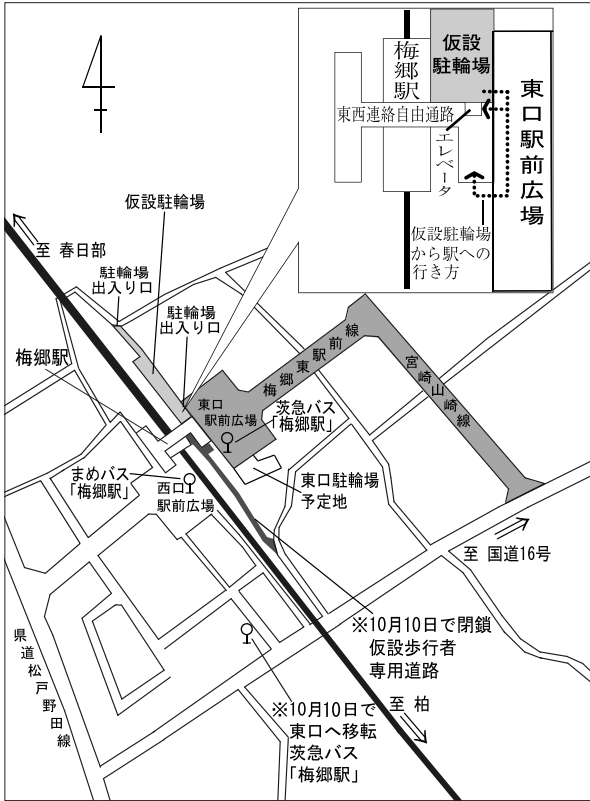 仮設
駐輪場
梅郷駅
東口駅前広場
東西連絡自由通路
エレベータ
仮設駐輪場
から駅への
行き方
仮設駐輪場
至 春日部
駐輪場
出入り口
駐輪場
出入り口
梅郷駅
梅郷東駅前線
宮崎山崎線
東口
駅前広場
茨急バス
「梅郷駅」
まめバス
「梅郷駅」
西口
駅前広場
東口駐輪場
予定地
至 国道16号
※10月10日で閉鎖
仮設歩行者
専用道路
県道松戸野田線
※10月10日で
東口へ移転
茨急バス
「梅郷駅」
至 柏